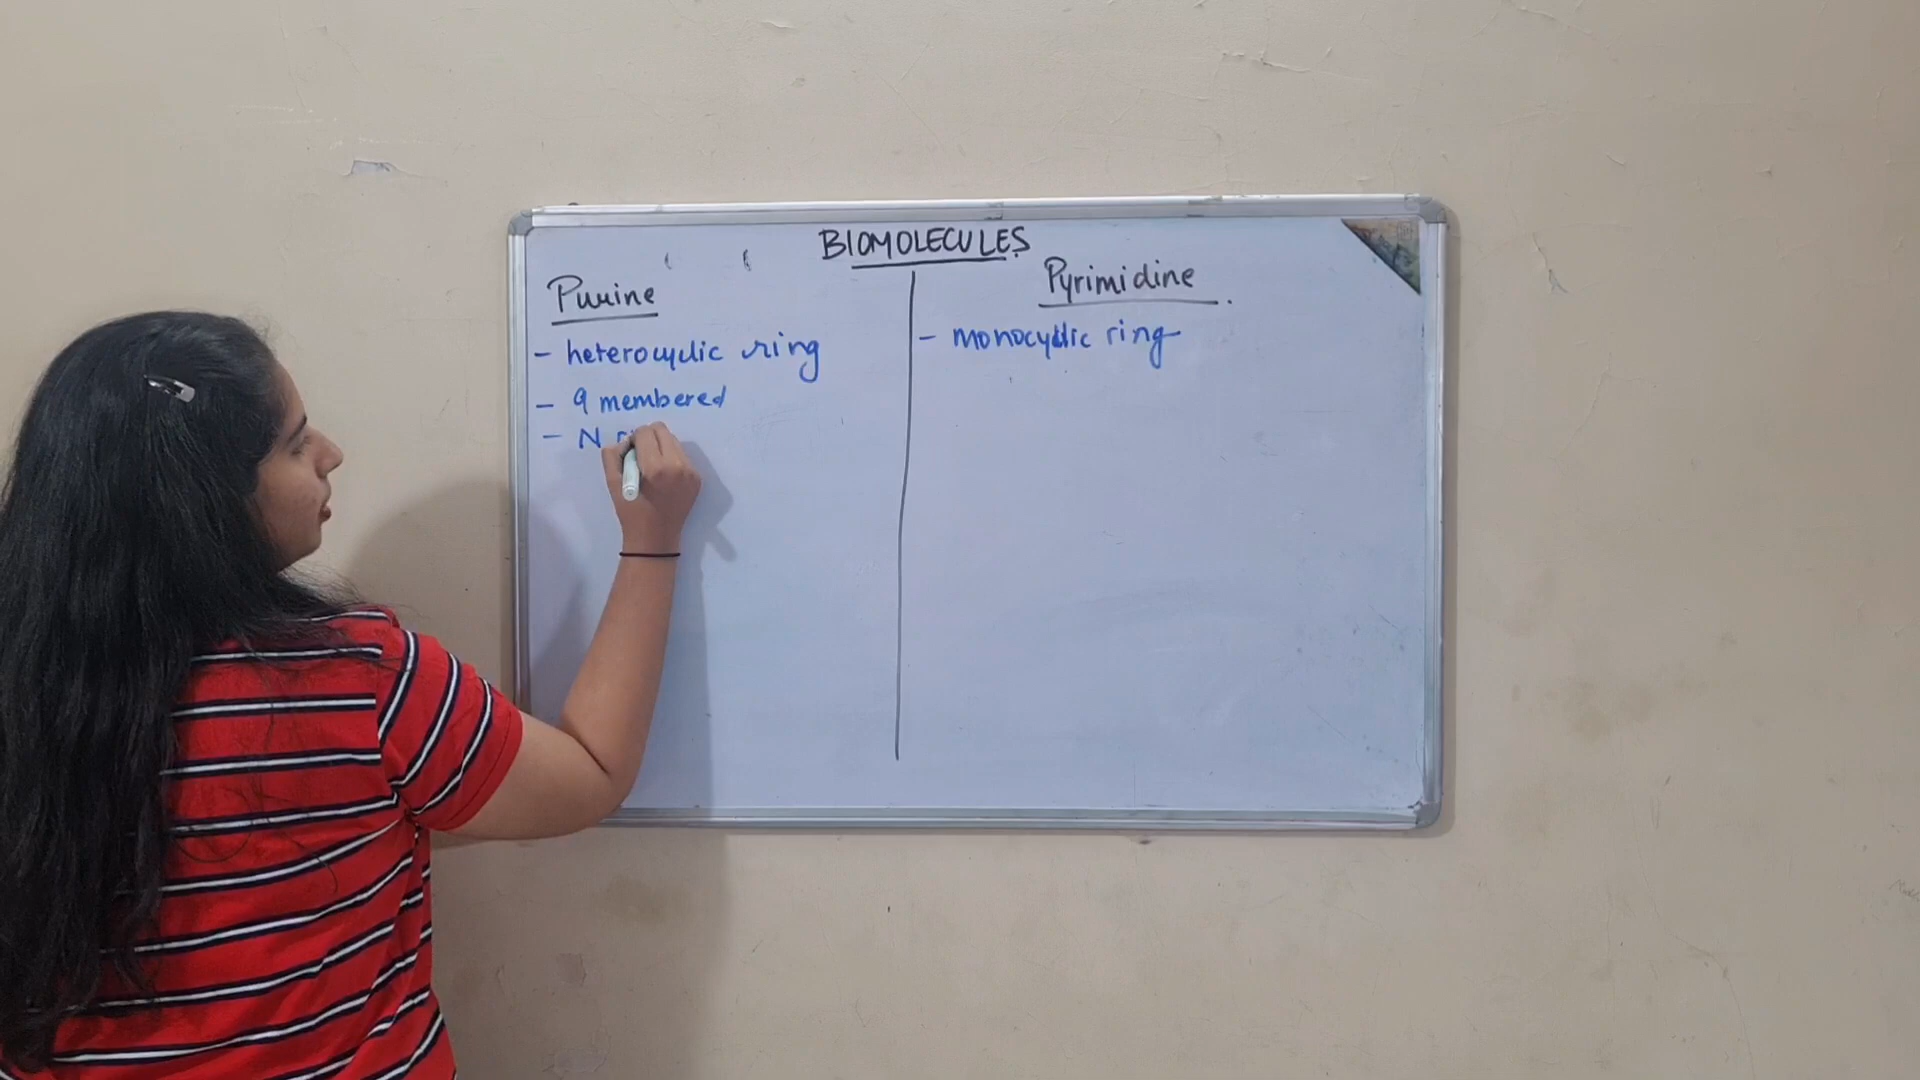 BIOMOLECULES
Purine
- heterocyclic ring
- 9 membered
- N
Pyrimidine
- monocyclic ring